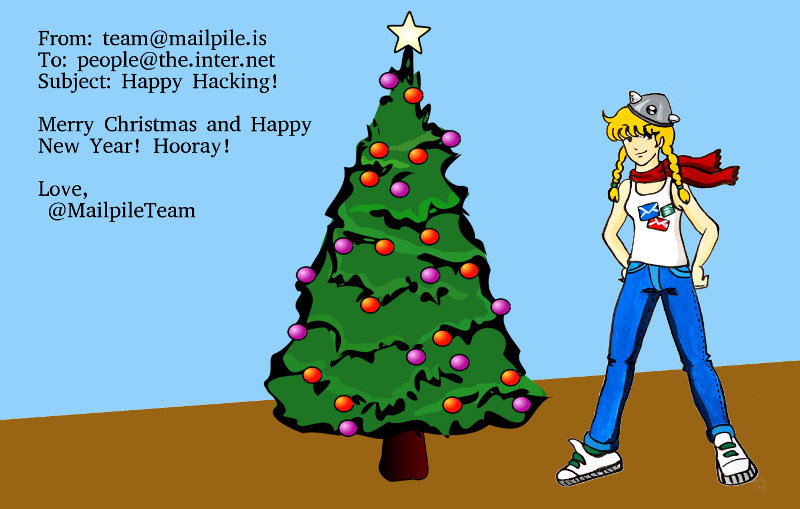 From: team@mailpile.is
To: people@the.inter.net
Subject: Happy Hacking!
Merry Christmas and Happy
New Year! Hooray!
Love,
@MailpileTeam